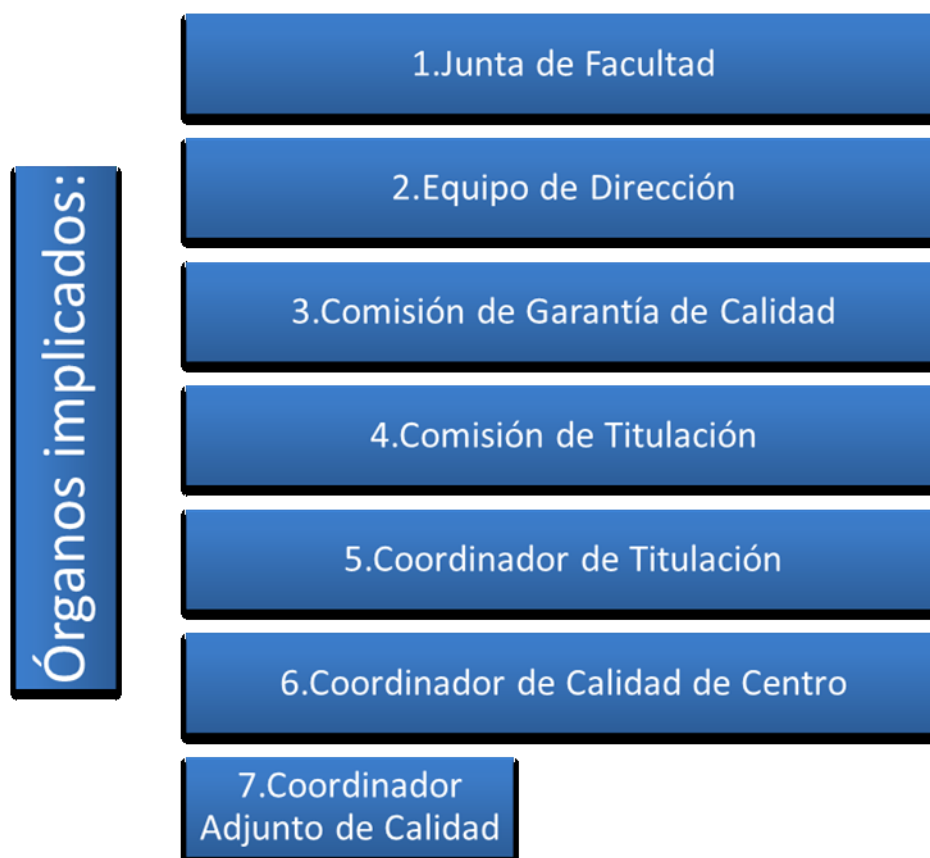 Órganos implicados:
1.Junta de Facultad
2.Equipo de Dirección
3.Comisión de Garantía de Calidad
4.Comisión de Titulación
5.Coordinador de Titulación
6.Coordinador de Calidad de Centro
7.Coordinador
Adjunto de Calidad